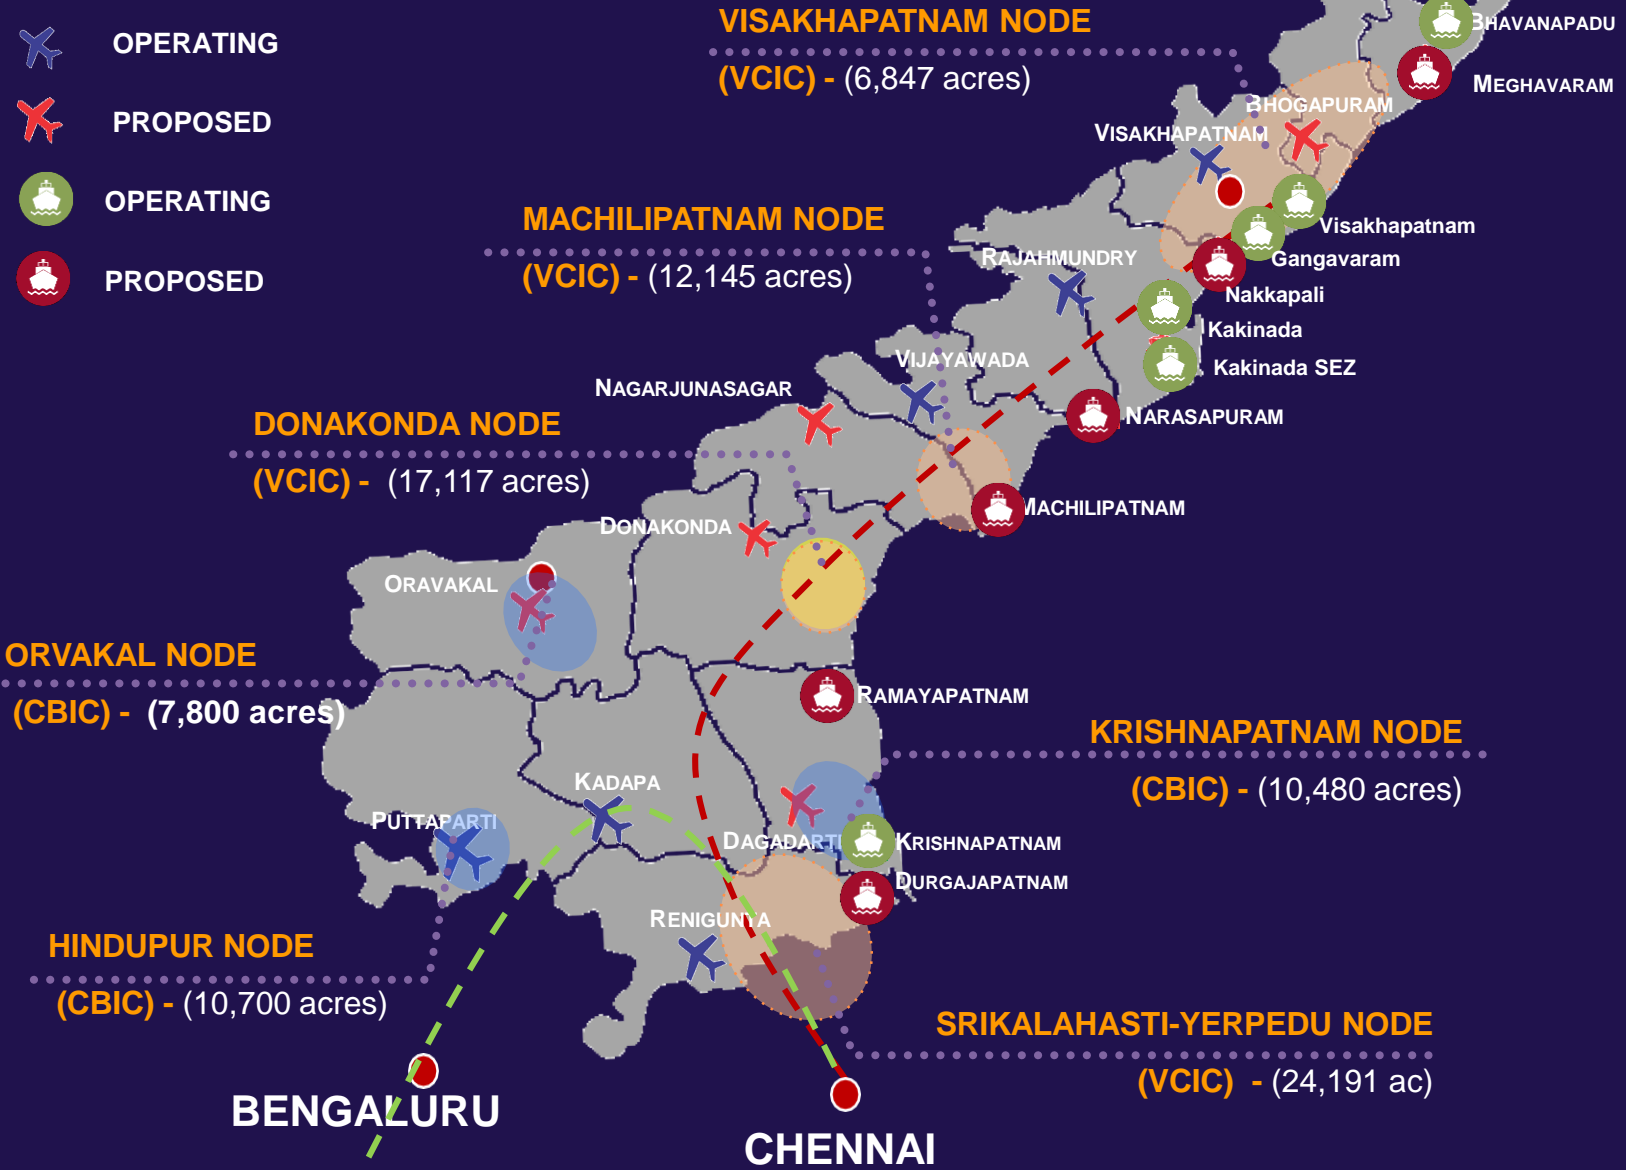 OPERATING
PROPOSED
OPERATING
PROPOSED
VISAKHAPATNAM NODE
(VCIC) - (6,847 acres)
BHAVANAPADU
MEGHAVARAM
BHOGAPURAM
VISAKHAPATNAM
MACHILIPATNAM NODE
(VCIC) - (12,145 acres)
Visakhapatnam
Gangavaram
RAJAHMUNDRY
Nakkapali
Kakinada
Kakinada SEZ
VIJAYAWADA
NAGARJUNASAGAR
NARASAPURAM
DONAKONDA NODE
(VCIC) - (17,117 acres)
MACHILIPATNAM
DONAKONDA
ORAVAKAL
ORVAKAL NODE
(CBIC) - (7,800 acres)
RAMAYAPATNAM
KRISHNAPATNAM NODE
(CBIC) - (10,480 acres)
KADAPA
PUTTAPARTI
DAGADARTI
KRISHNAPATNAM
DURGAJAPATNAM
RENIGUNTA
HINDUPUR NODE
(CBIC) - (10,700 acres)
SRIKALAHASTI-YERPEDU NODE
(VCIC) - (24,191 ac)
BENGALURU
CHENNAI